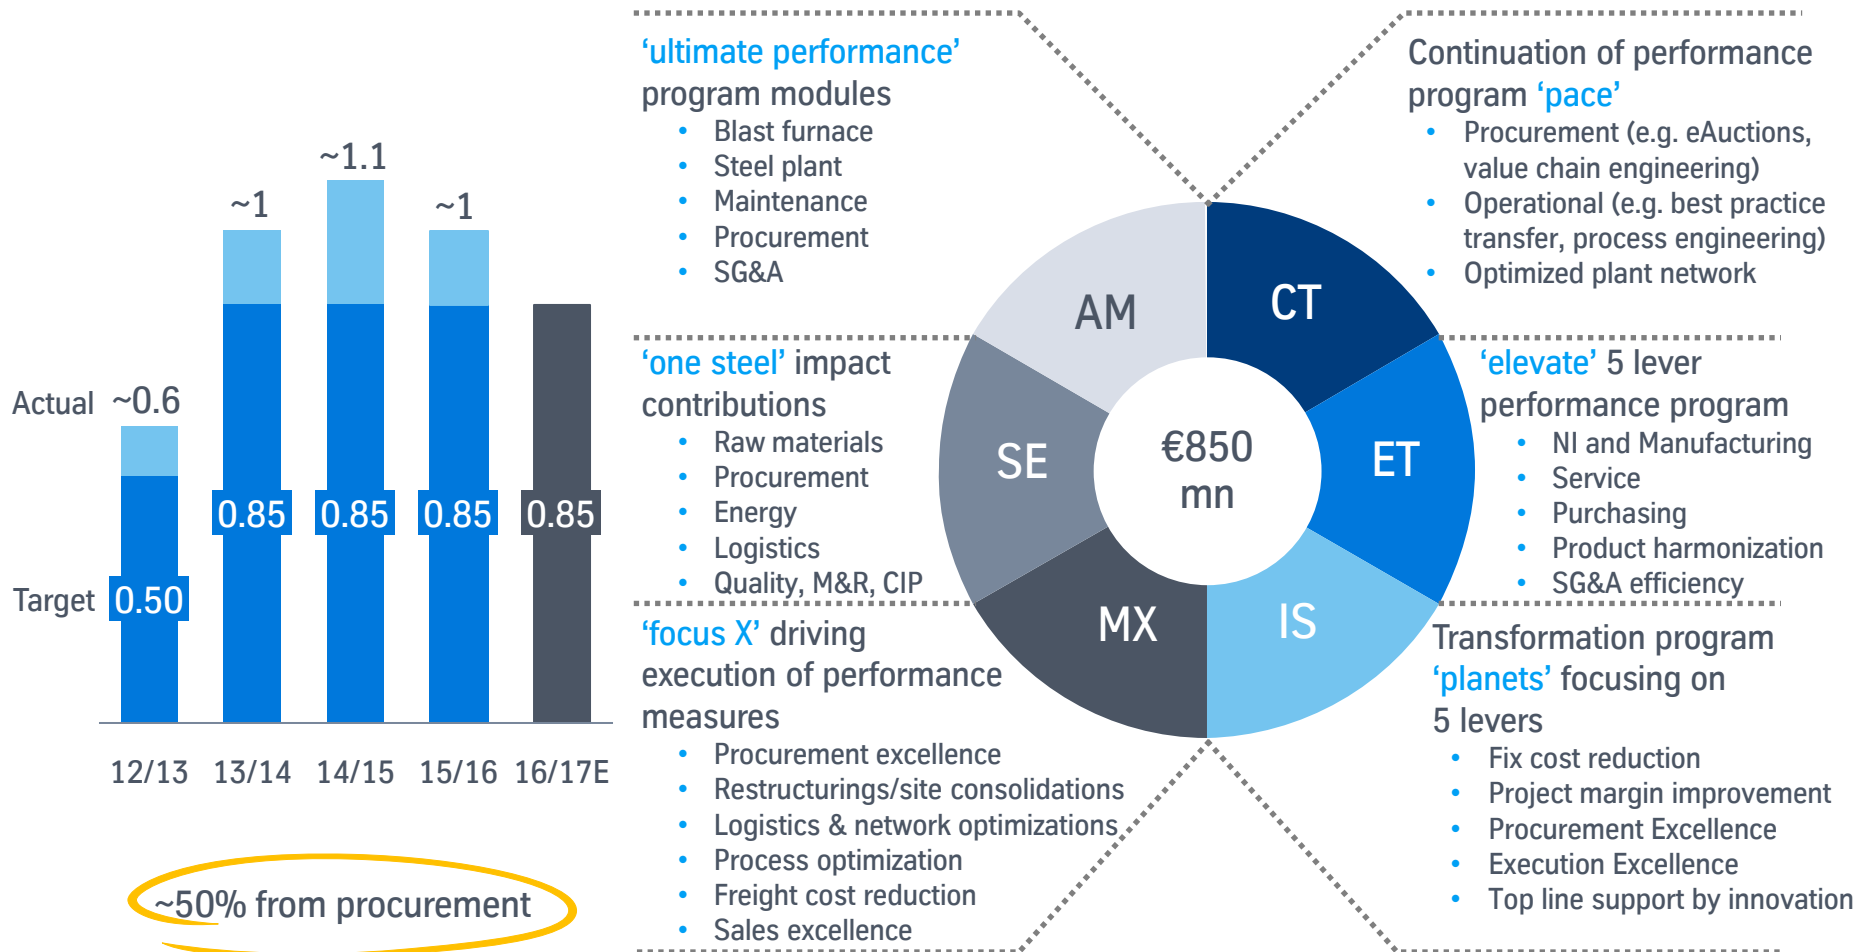 ~1.1
~1
~1
Actual ~0.6
0.85 0.85 0.85 0.85
Target 0.50
12/13 13/14 14/15 15/16 16/17E
~50% from procurement
‘ultimate performance’
program modules
• Blast furnace
• Steel plant
• Maintenance
• Procurement
• SG&A
‘one steel’ impact
contributions
• Raw materials
• Procurement
• Energy
• Logistics
• Quality, M&R, CIP
‘focus X’ driving
execution of performance
measures
• Procurement excellence
• Restructurings/site consolidations
• Logistics & network optimizations
• Process optimization
• Freight cost reduction
• Sales excellence
AM
CT
SE
€850
mn
ET
MX
IS
Continuation of performance
program ‘pace’
• Procurement (e.g. eAuctions,
value chain engineering)
• Operational (e.g. best practice
transfer, process engineering)
• Optimized plant network
‘elevate’ 5 lever
performance program
• NI and Manufacturing
• Service
• Purchasing
• Product harmonization
• SG&A efficiency
Transformation program
‘planets’ focusing on
5 levers
• Fix cost reduction
• Project margin improvement
• Procurement Excellence
• Execution Excellence
• Top line support by innovation